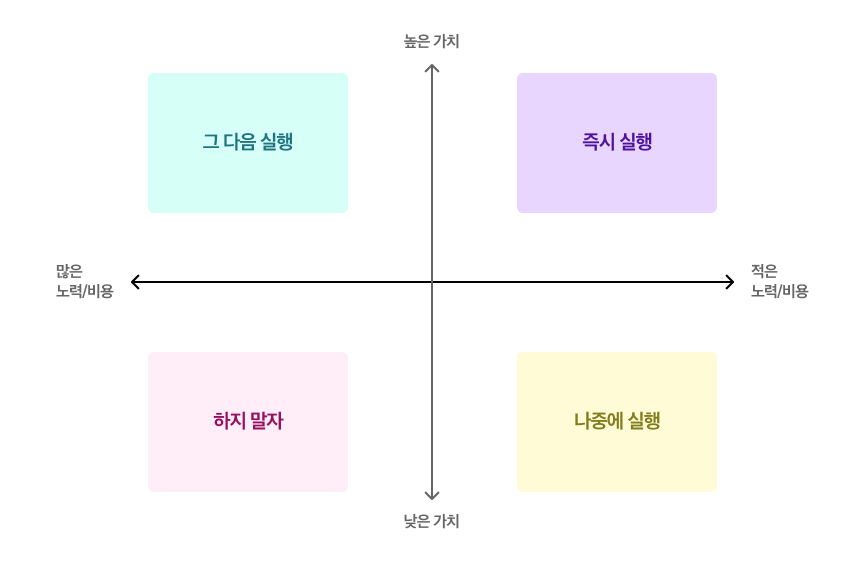 높은 가치
그 다음 실행
즉시 실행
많은
노력/비용
적은
노력/비용
하지 말자
나중에 실행
낮은 가치